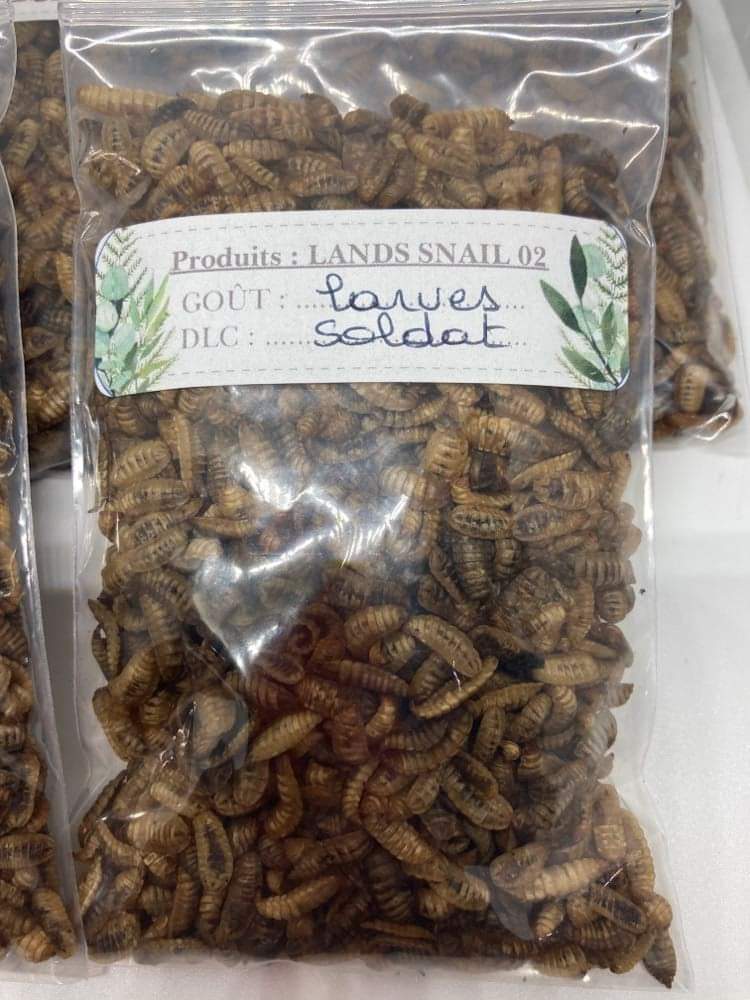 Produits : LANDS SNAIL 02
GOÛT : ....larves....
DLC : ......soldat...